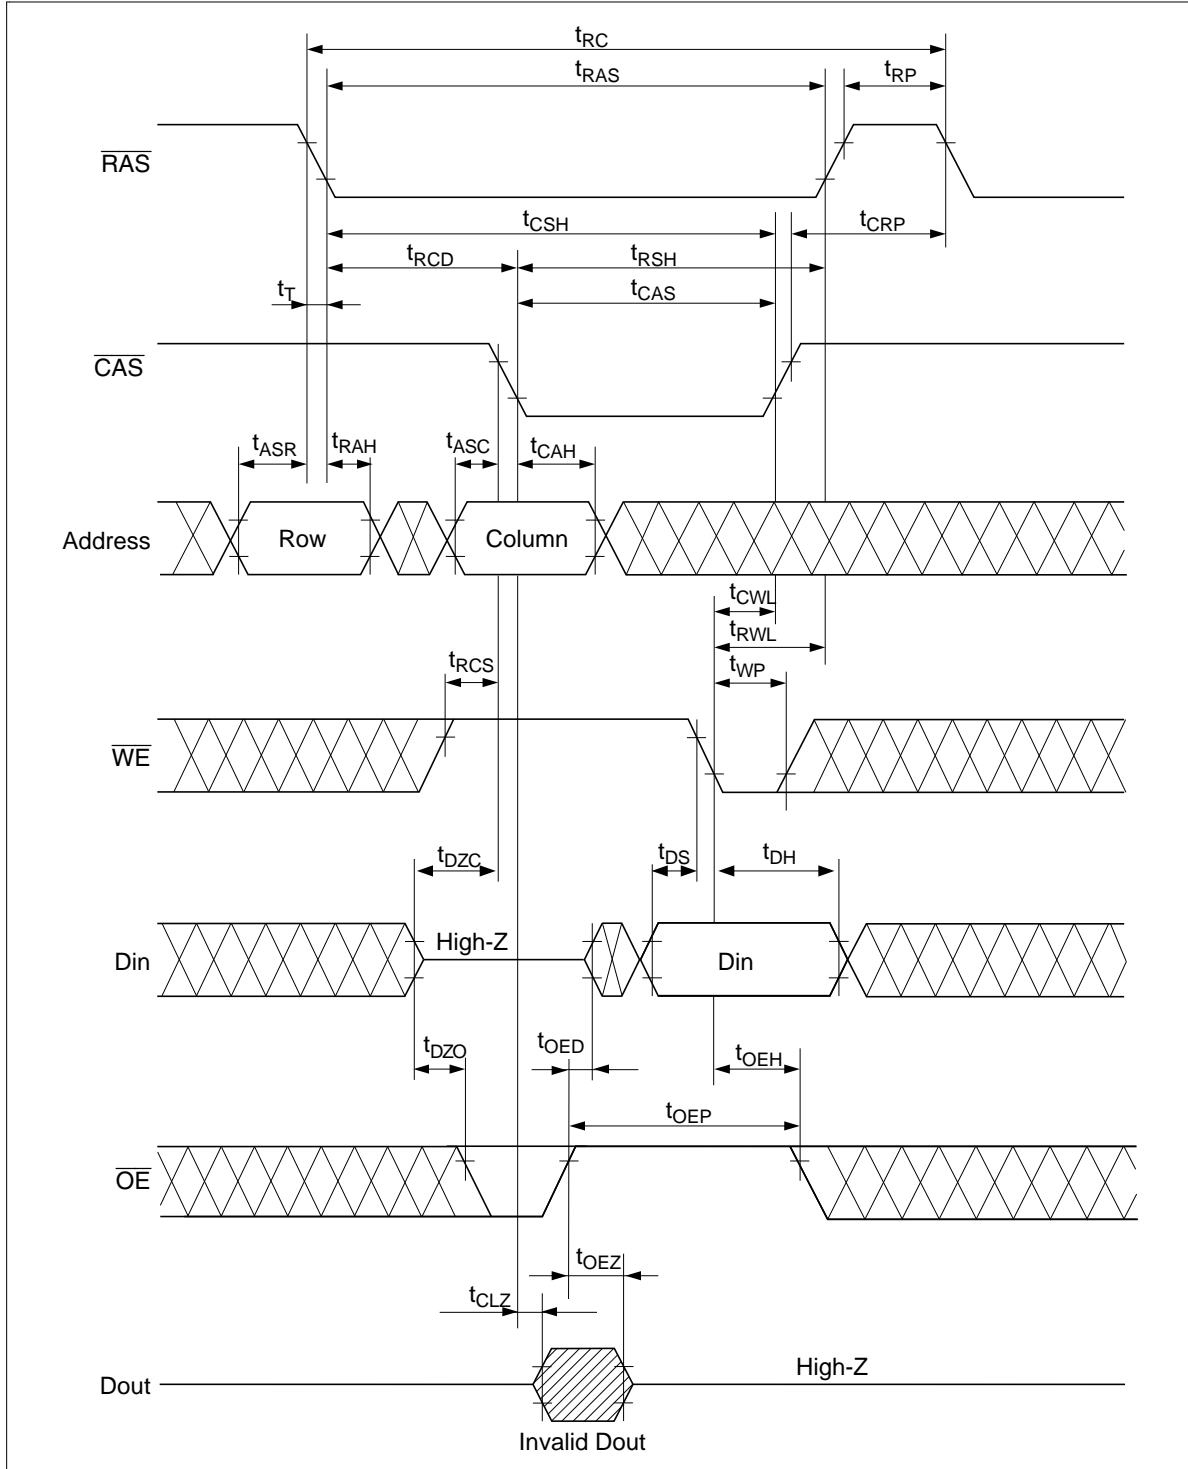 tRC
tRAS
tRP
RAS
tCSH
tCRP
tRCD
tRSH
tT
tCAS
CAS
tASR
tRAH
tASC
tCAH
Address
Row
Column
tCWL
tRWL
tRCS
tWP
WE
tDZC
tDS
tDH
High-Z
Din
Din
tDZO
tOED
tOEH
tOEP
OE
tOEZ
tCLZ
High-Z
Dout
Invalid Dout